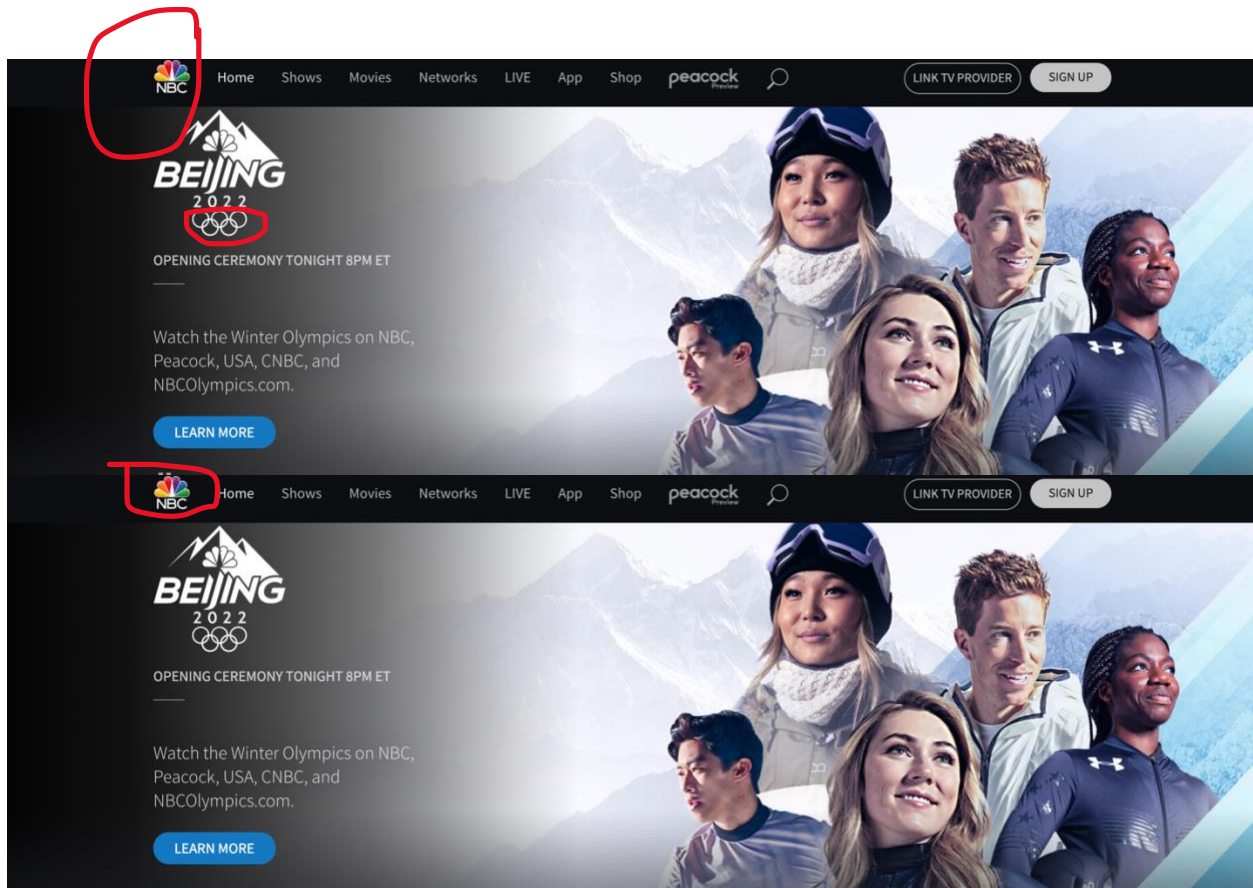 NBC Home Shows Movies Networks LIVE App Shop peacock Preview LINK TV PROVIDER SIGN UP
BEIJING
2022
OPENING CEREMONY TONIGHT 8PM ET
Watch the Winter Olympics on NBC,
Peacock, USA, CNBC, and
NBCOlympics.com.
LEARN MORE
NBC Home Shows Movies Networks LIVE App Shop peacock Preview LINK TV PROVIDER SIGN UP
BEIJING
2022
OPENING CEREMONY TONIGHT 8PM ET
Watch the Winter Olympics on NBC,
Peacock, USA, CNBC, and
NBCOlympics.com.
LEARN MORE